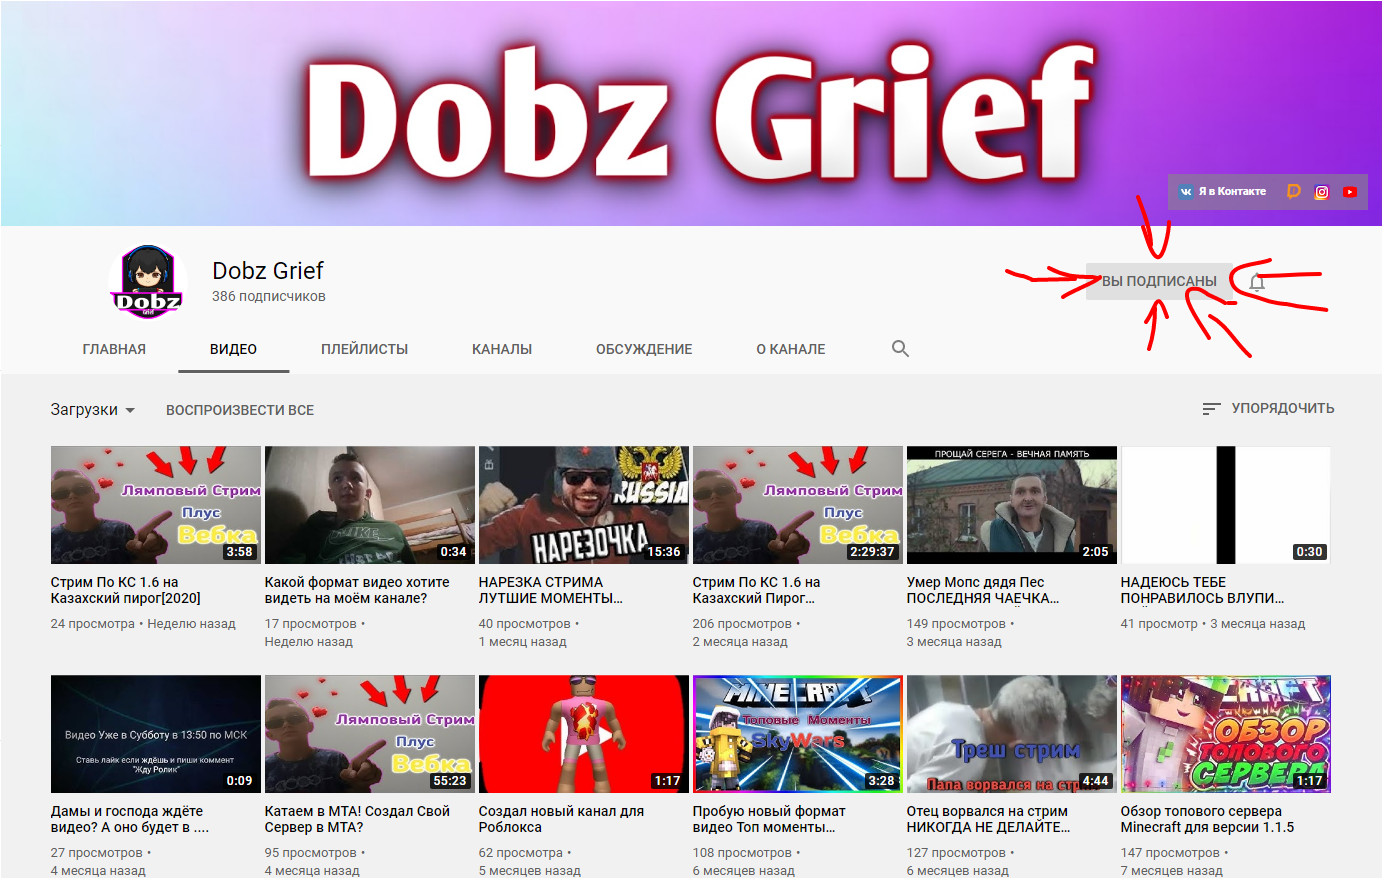 Dobz Grief
Я в Контакте
Dobz
Grief
Dobz Grief
386 подписчиков
ВЫ ПОДПИСАНЫ
ГЛАВНАЯ ВИДЕО ПЛЕЙЛИСТЫ КАНАЛЫ ОБСУЖДЕНИЕ О КАНАЛЕ
Загрузки ВОСПРОИЗВЕСТИ ВСЕ УПОРЯДОЧИТЬ
Лямповый Стрим
Плус
Вебка
3:58
Стрим По КС 1.6 на
Казахский пирог[2020]
24 просмотра • Неделю назад
0:34
Какой формат видео хотите
видеть на моём канале?
17 просмотров •
Неделю назад
RUSSIA
НАРЕЗОЧКА
15:36
НАРЕЗКА СТРИМА
ЛУТШИЕ МОМЕНТЫ...
40 просмотров •
1 месяц назад
Лямповый Стрим
Плус
Вебка
2:29:37
Стрим По КС 1.6 на
Казахский Пирог...
206 просмотров •
2 месяца назад
ПРОЩАЙ СЕРЕГА - ВЕЧНАЯ ПАМЯТЬ
2:05
Умер Мопс дядя Пес
ПОСЛЕДНЯЯ ЧАЕЧКА...
149 просмотров •
3 месяца назад
0:30
НАДЕЮСЬ ТЕБЕ
ПОНРАВИЛОСЬ ВЛУПИ...
41 просмотр • 3 месяца назад
Видео Уже в Субботу в 13:50 по МСК
Ставь лайк если ждёшь и пиши коммент
"Жду Ролик"
0:09
Дамы и господа ждёте
видео? А оно будет в ....
27 просмотров •
4 месяца назад
Лямповый Стрим
Плус
Вебка
55:23
Катаем в МТА! Создал Свой
Сервер в МТА?
95 просмотров •
4 месяца назад
1:17
Создал новый канал для
Роблокса
62 просмотра •
5 месяцев назад
MINECRAFT
Топовые Моменты
SkyWars
3:28
Пробую новый формат
видео Топ моменты...
108 просмотров •
6 месяцев назад
Треш стрим
Папа ворвался на стрим
4:44
Отец ворвался на стрим
НИКОГДА НЕ ДЕЛАЙТЕ...
127 просмотров •
6 месяцев назад
ОБЗОР
ТОПОВОГО
СЕРВЕРА
1:17
Обзор топового сервера
Minecraft для версии 1.1.5
147 просмотров •
7 месяцев назад